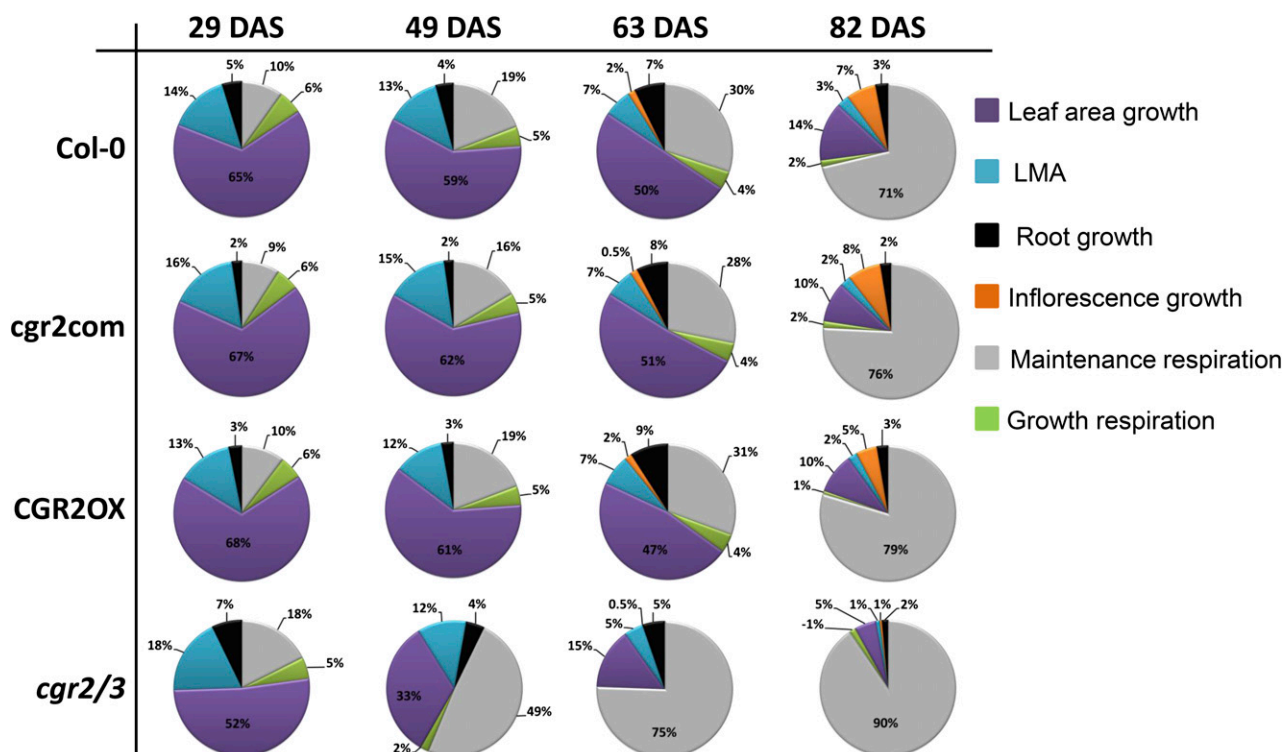 29 DAS 49 DAS 63 DAS 82 DAS
Col-0
5% 10% 6% 14% 65%
4% 19% 5% 13% 59%
2% 7% 30% 4% 7% 50%
7% 3% 3% 14% 2% 71%
cgr2com
2% 9% 6% 16% 67%
2% 16% 5% 15% 62%
0.5% 8% 28% 4% 7% 51%
8% 2% 2% 10% 2% 76%
CGR2OX
3% 10% 6% 13% 68%
3% 19% 5% 12% 61%
2% 9% 31% 4% 7% 47%
5% 3% 2% 10% 1% 79%
cgr2/3
7% 18% 5% 18% 52%
12% 4% 33% 49% 2%
0.5% 5% 5% 15% 75%
5% 1% 1% 2% -1% 90%
Leaf area growth
LMA
Root growth
Inflorescence growth
Maintenance respiration
Growth respiration